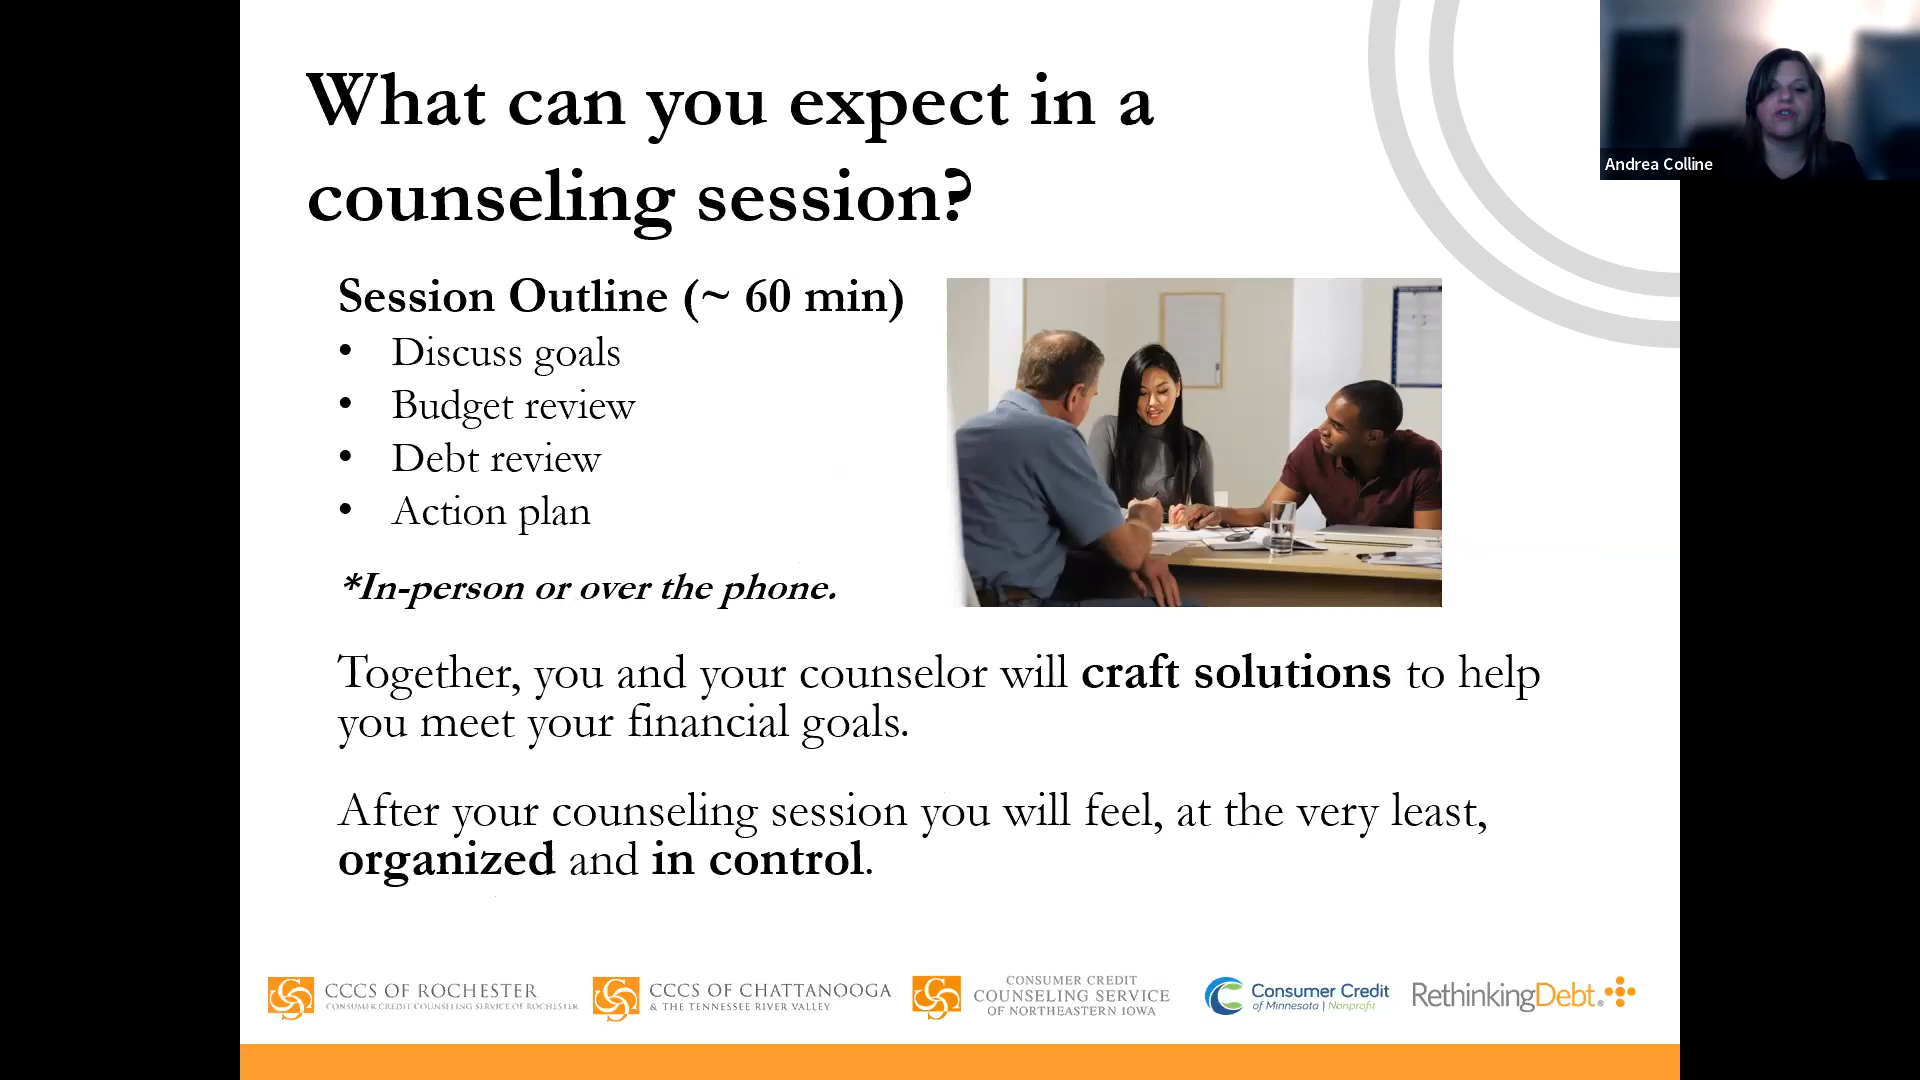 What can you expect in a
counseling session?
Andrea Colline
Session Outline (~ 60 min)
• Discuss goals
• Budget review
• Debt review
• Action plan
*In-person or over the phone.
Together, you and your counselor will craft solutions to help
you meet your financial goals.
After your counseling session you will feel, at the very least,
organized and in control.
CCCS OF ROCHESTER
CONSUMER CREDIT COUNSELING SERVICE OF ROCHESTER
CCCS OF CHATTANOOGA
& THE TENNESSEE RIVER VALLEY
CONSUMER CREDIT
COUNSELING SERVICE
OF NORTHEASTERN IOWA
Consumer Credit
of Minnesota | Nonprofit
RethinkingDebt.®